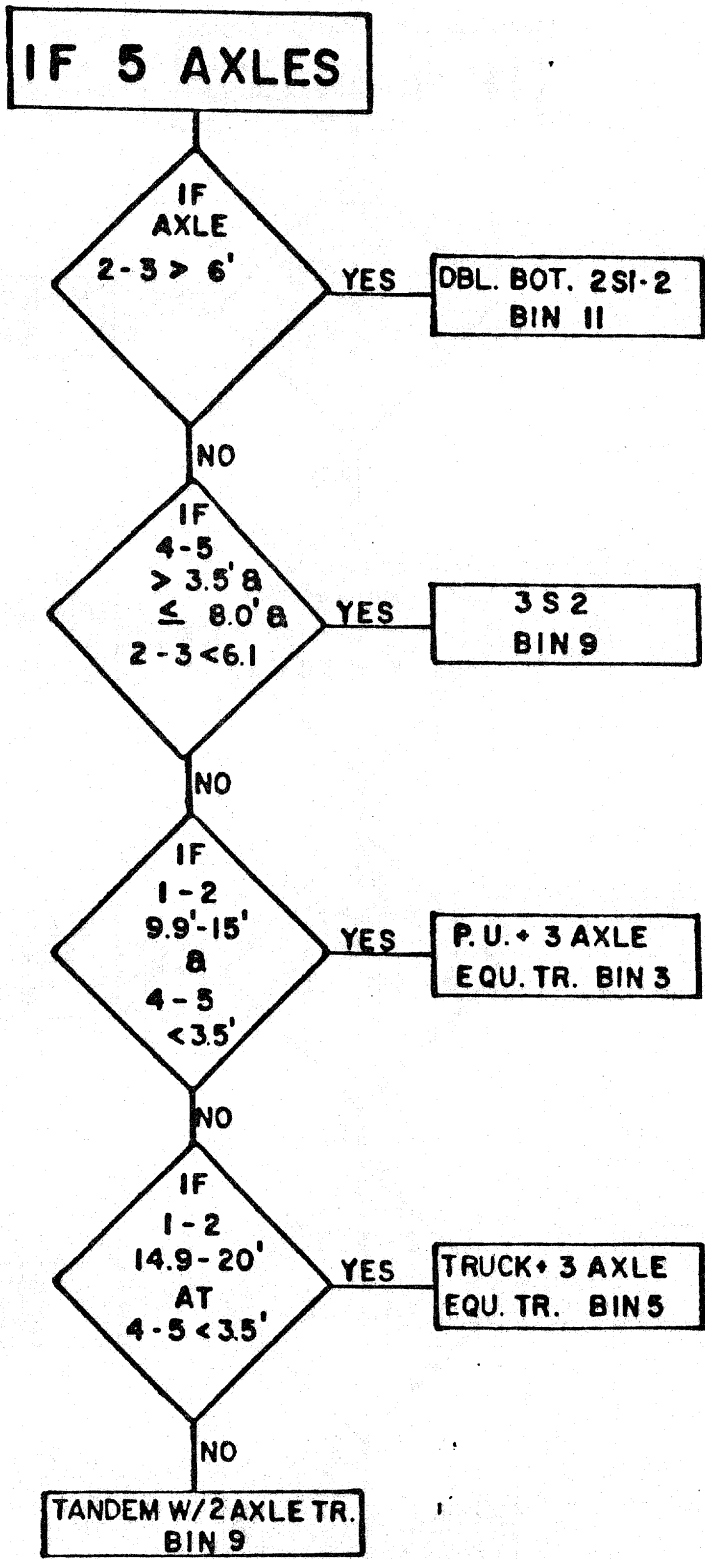 IF 5 AXLES
IF
AXLE
2-3 > 6'
YES
DBL. BOT. 2S1-2
BIN 11
NO
IF
4-5
> 3.5' &
≤ 8.0' &
2-3 <6.1
YES
3 S 2
BIN 9
NO
IF
1-2
9.9'-15'
&
4-5
<3.5'
YES
P.U.+ 3 AXLE
EQU. TR. BIN 3
NO
IF
1-2
14.9-20'
AT
4-5 <3.5'
YES
TRUCK+ 3 AXLE
EQU. TR. BIN 5
NO
TANDEM W/2 AXLE TR.
BIN 9